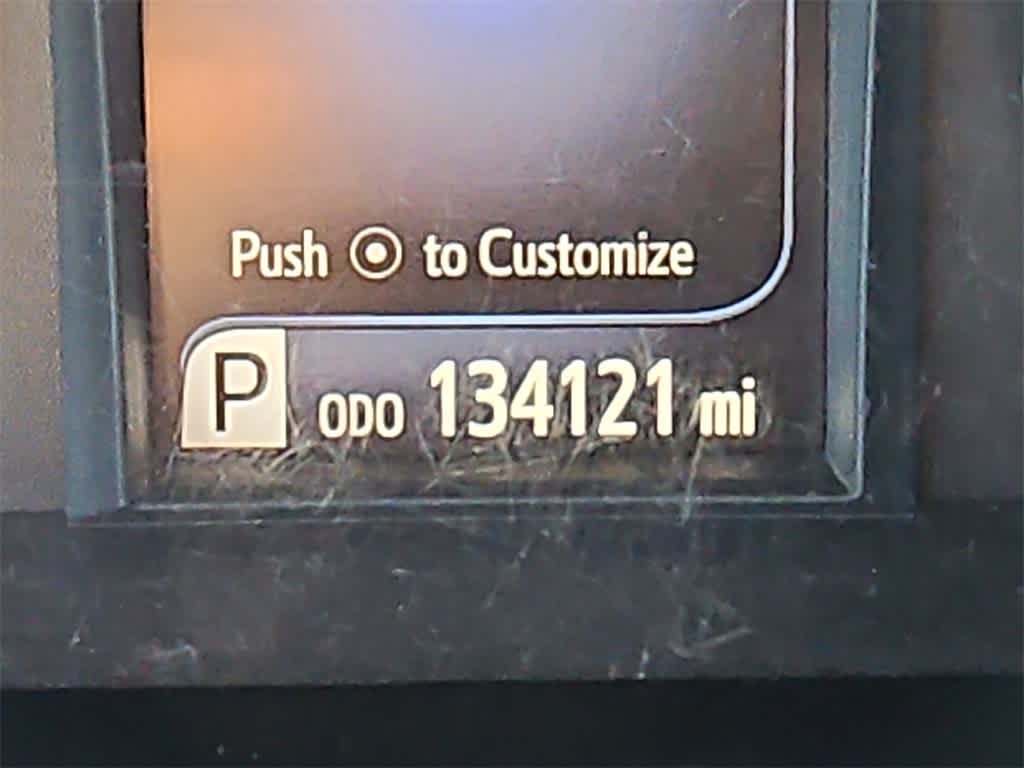 Push ⦿ to Customize
P ODO 134121 mi